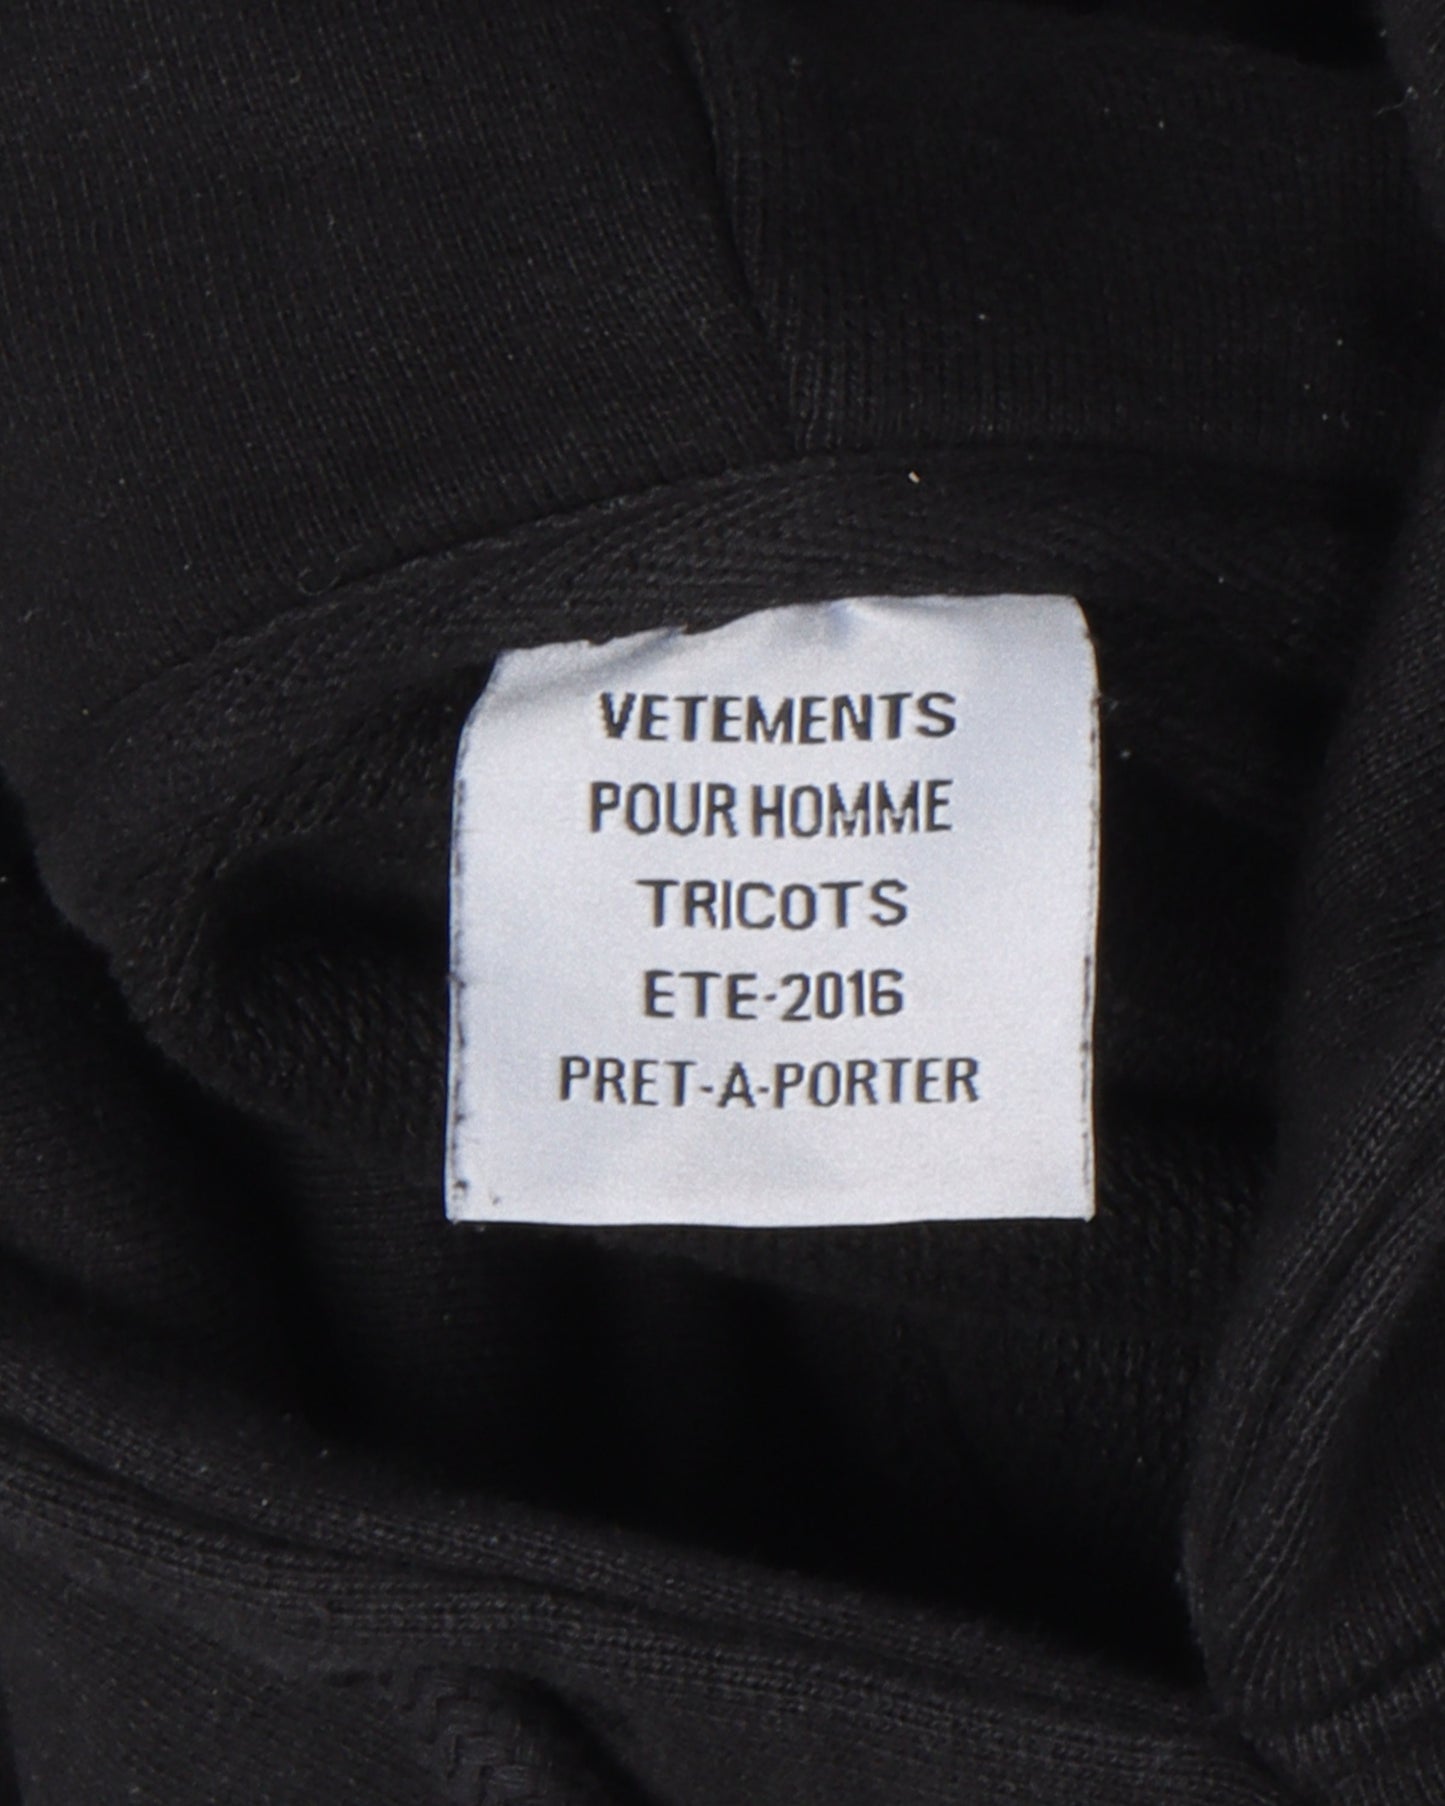 VETEMENTS
POUR HOMME
TRICOTS
ETE-2016
PRET-A-PORTER